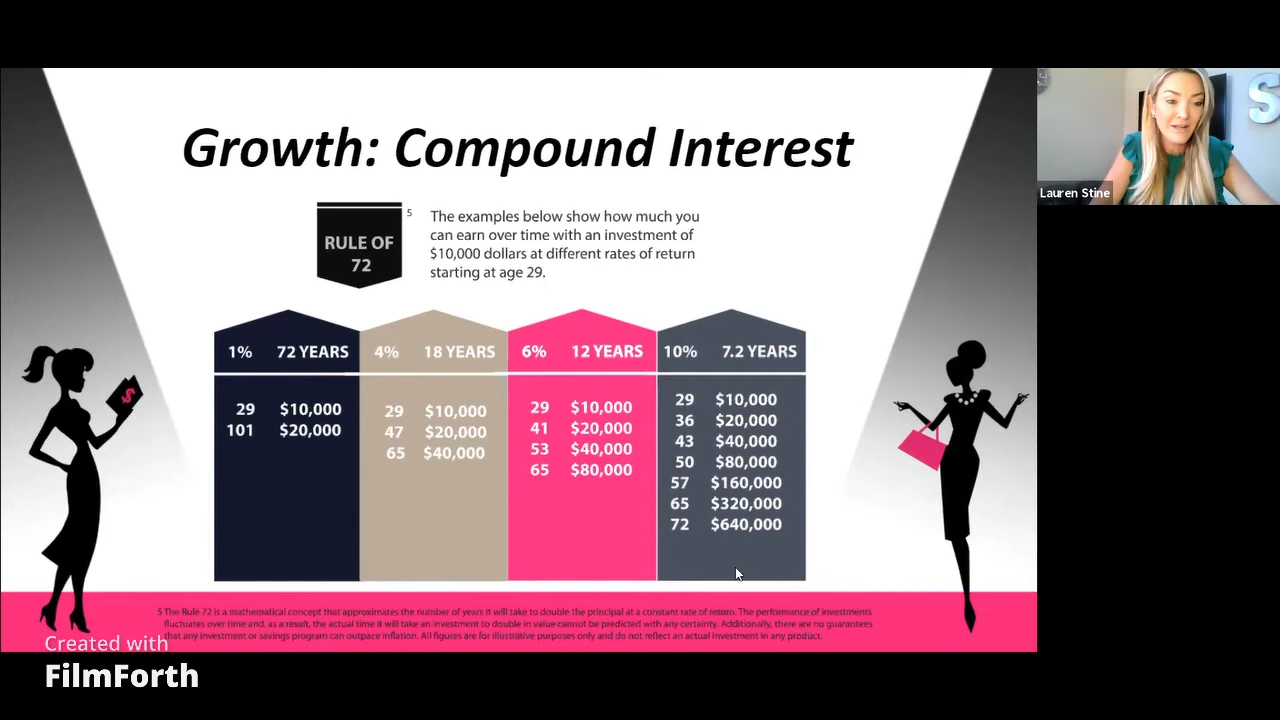 Growth: Compound Interest
RULE OF
72
5
The examples below show how much you
can earn over time with an investment of
$10,000 dollars at different rates of return
starting at age 29.
1% 72 YEARS
29 $10,000
101 $20,000
4% 18 YEARS
29 $10,000
47 $20,000
65 $40,000
6% 12 YEARS
29 $10,000
41 $20,000
53 $40,000
65 $80,000
10% 7.2 YEARS
29 $10,000
36 $20,000
43 $40,000
50 $80,000
57 $160,000
65 $320,000
72 $640,000
$
5 The Rule 72 is a mathematical concept that approximates the number of years it will take to double the principal at a constant rate of return. The performance of investments
fluctuates over time and, as a result, the actual time it will take an investment to double in value cannot be predicted with any certainty. Additionally, there are no guarantees
that any investment or savings program can outpace inflation. All figures are for illustrative purposes only and do not reflect an actual investment in any product.
Created with
FilmForth
S
Lauren Stine